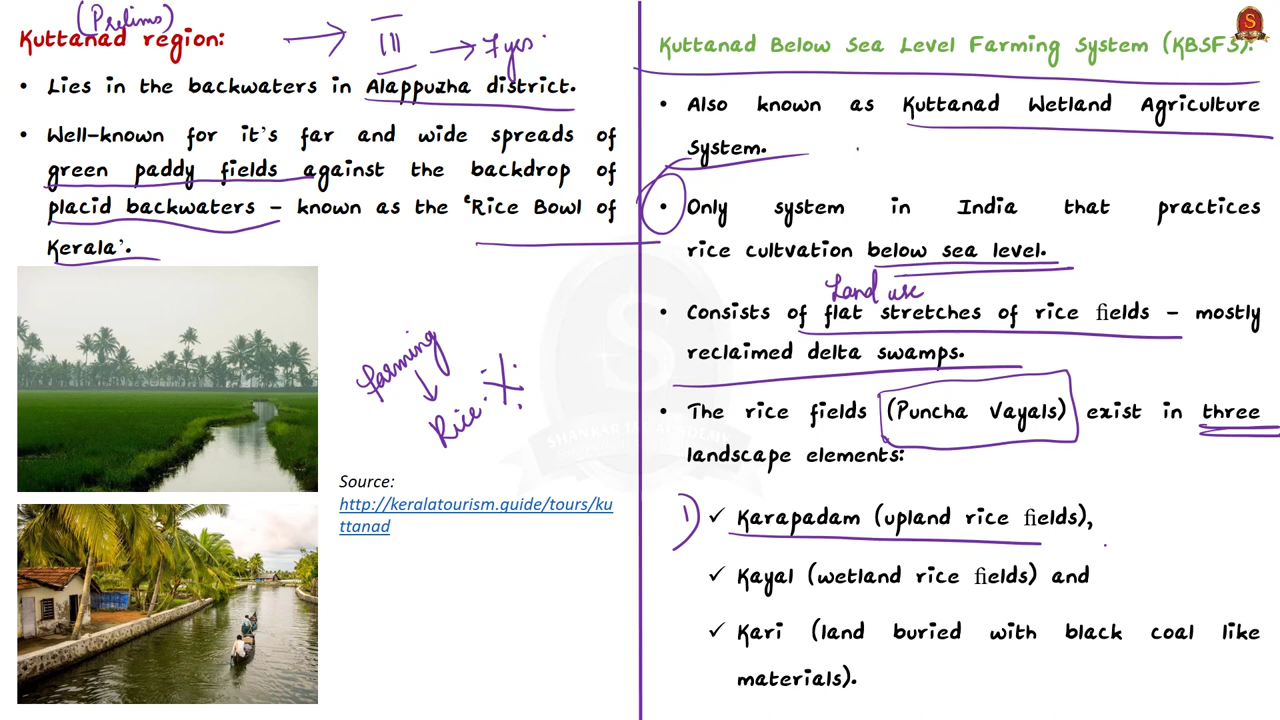 (Prelims)
Kuttanad region:
→ III → 7 yrs.
• Lies in the backwaters in Alappuzha district.
• Well-known for it's far and wide spreads of
green paddy fields against the backdrop of
placid backwaters – known as the 'Rice Bowl of
Kerala'.
farming
↓
Rice.
Source:
http://keralatourism.guide/tours/ku
ttanad
Kuttanad Below Sea Level Farming System (KBSFS):
• Also known as Kuttanad Wetland Agriculture
System.
• Only system in India that practices
rice cultvation below sea level.
Land use
• Consists of flat stretches of rice fields – mostly
reclaimed delta swamps.
• The rice fields (Puncha Vayals) exist in three
landscape elements:
1) ✓ Karapadam (upland rice fields),
✓ Kayal (wetland rice fields) and
✓ Kari (land buried with black coal like
materials).
SHANKAR IAS ACADEMY